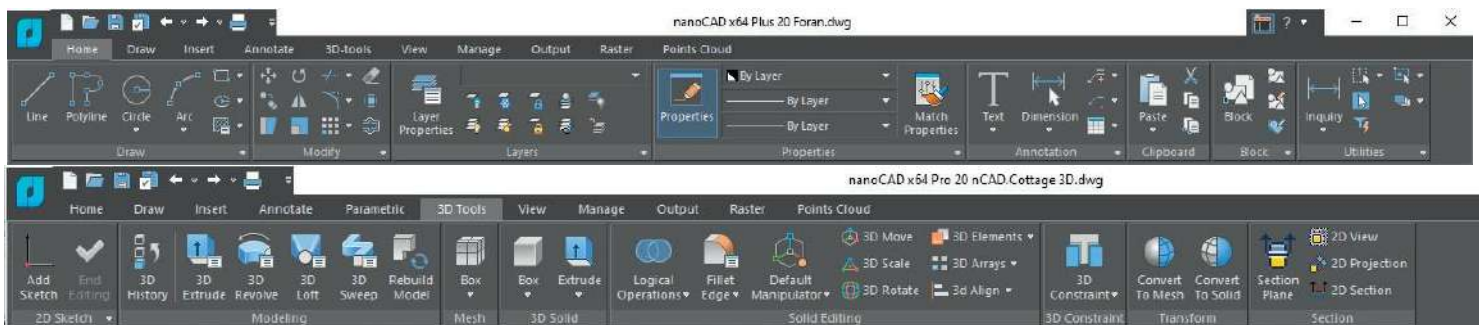 nanoCAD x64 Plus 20 Foran.dwg
?
Home Draw Insert Annotate 3D-tools View Manage Output Raster Points Cloud
By Layer
By Layer
By Layer
Line Polyline Circle Arc Layer Properties Properties Match Properties Text Dimension Paste Block Inquiry
Draw Modify Layers Properties Annotation Clipboard Block Utilities
nanoCAD x64 Pro 20 nCAD.Cottage 3D.dwg
Home Draw Insert Annotate Parametric 3D Tools View Manage Output Raster Points Cloud
3D Move 3D Elements 2D View
3D Scale 3D Arrays 2D Projection
3D Rotate 3d Align 2D Section
Add Sketch End Editing 3D History 3D Extrude 3D Revolve 3D Loft 3D Sweep Rebuild Model Box Box Extrude Logical Operations Fillet Edge Default Manipulator 3D Constraint Convert To Mesh Convert To Solid Section Plane
2D Sketch Modeling Mesh 3D Solid Solid Editing 3D Constraint Transform Section